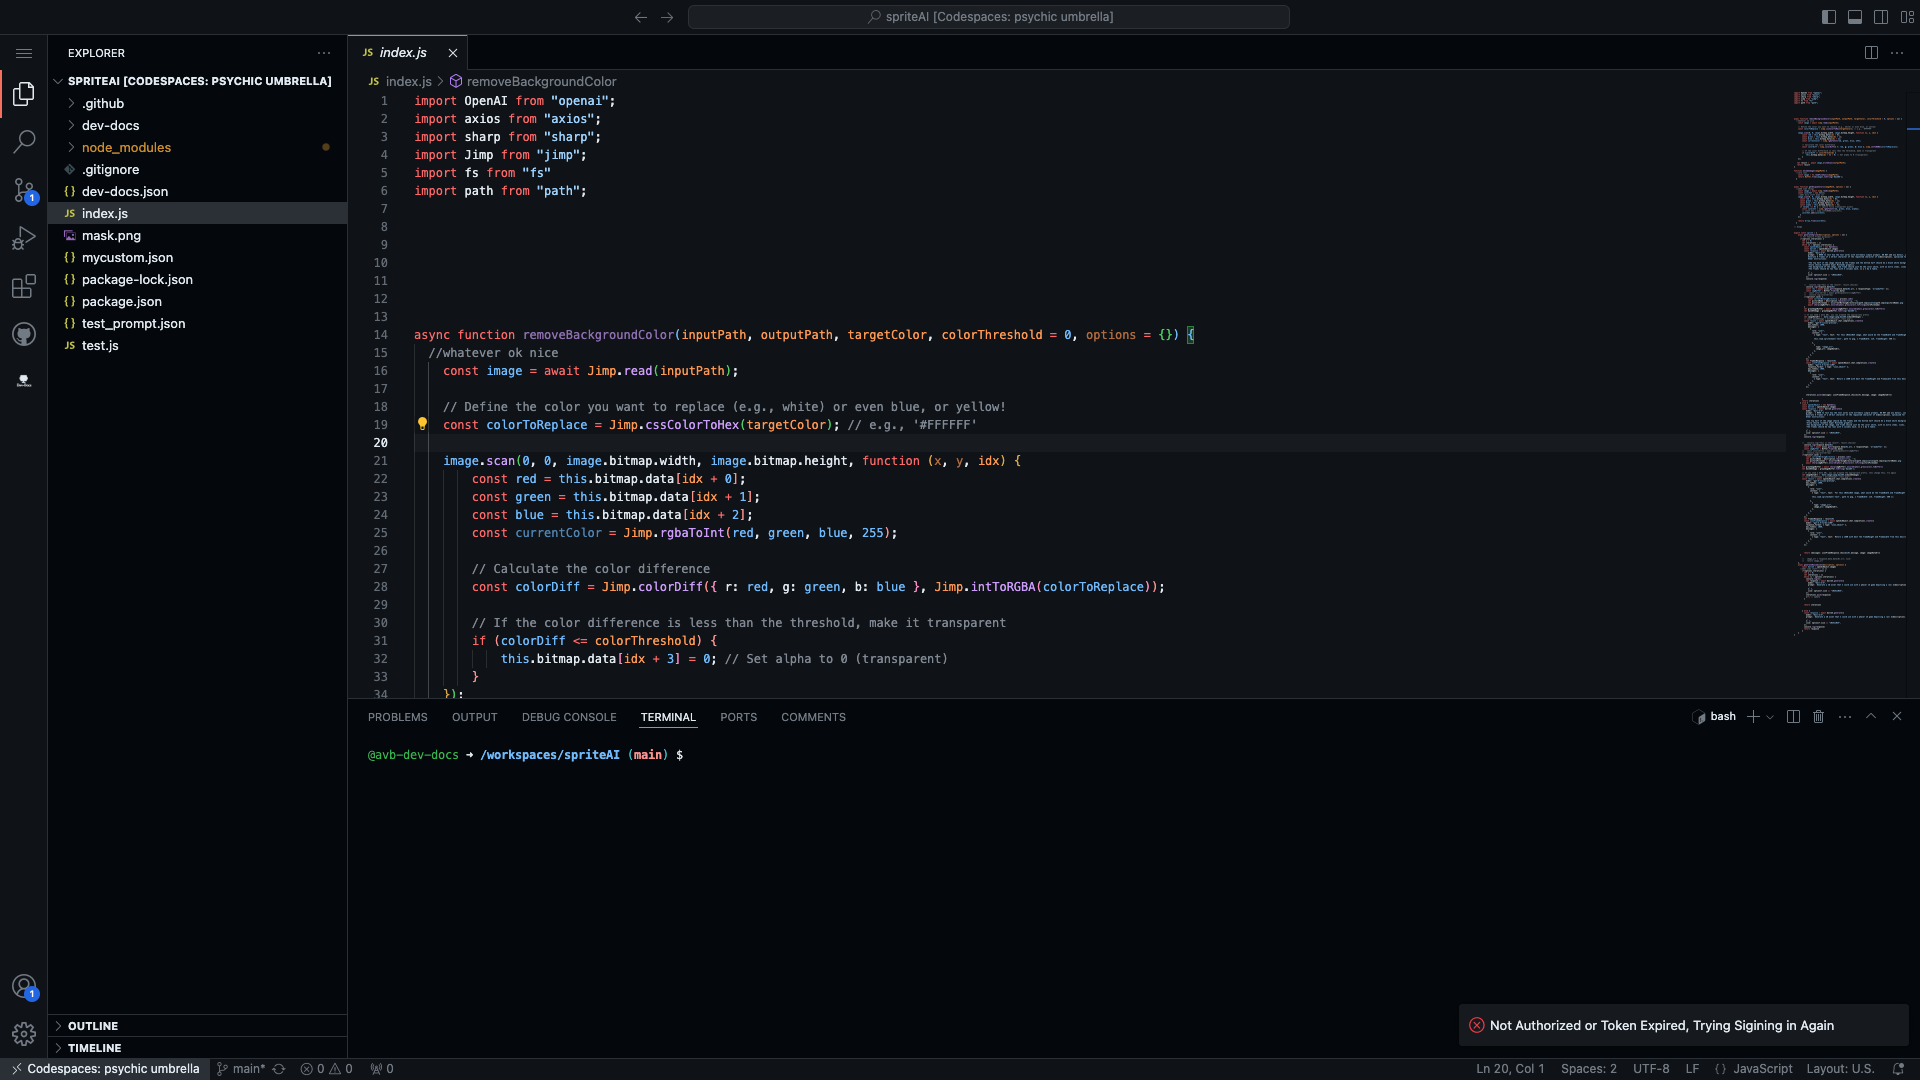 spriteAI [Codespaces: psychic umbrella]
EXPLORER
SPRITEAI [CODESPACES: PSYCHIC UMBRELLA]
.github
dev-docs
node_modules
.gitignore
dev-docs.json
index.js
mask.png
mycustom.json
package-lock.json
package.json
test_prompt.json
test.js
OUTLINE
TIMELINE
JS index.js
JS index.js > removeBackgroundColor
1 import OpenAI from "openai";
2 import axios from "axios";
3 import sharp from "sharp";
4 import Jimp from "jimp";
5 import fs from "fs"
6 import path from "path";
7
8
9
10
11
12
13
14 async function removeBackgroundColor(inputPath, outputPath, targetColor, colorThreshold = 0, options = {}) {
15 //whatever ok nice
16 const image = await Jimp.read(inputPath);
17
18 // Define the color you want to replace (e.g., white) or even blue, or yellow!
19 const colorToReplace = Jimp.cssColorToHex(targetColor); // e.g., '#FFFFFF'
20
21 image.scan(0, 0, image.bitmap.width, image.bitmap.height, function (x, y, idx) {
22 const red = this.bitmap.data[idx + 0];
23 const green = this.bitmap.data[idx + 1];
24 const blue = this.bitmap.data[idx + 2];
25 const currentColor = Jimp.rgbaToInt(red, green, blue, 255);
26
27 // Calculate the color difference
28 const colorDiff = Jimp.colorDiff({ r: red, g: green, b: blue }, Jimp.intToRGBA(colorToReplace));
29
30 // If the color difference is less than the threshold, make it transparent
31 if (colorDiff <= colorThreshold) {
32 this.bitmap.data[idx + 3] = 0; // Set alpha to 0 (transparent)
33 }
34 });
PROBLEMS OUTPUT DEBUG CONSOLE TERMINAL PORTS COMMENTS
bash
@avb-dev-docs → /workspaces/spriteAI (main) $
Not Authorized or Token Expired, Trying Sigining in Again
Codespaces: psychic umbrella main* 0 0 0
Ln 20, Col 1 Spaces: 2 UTF-8 LF {} JavaScript Layout: U.S.